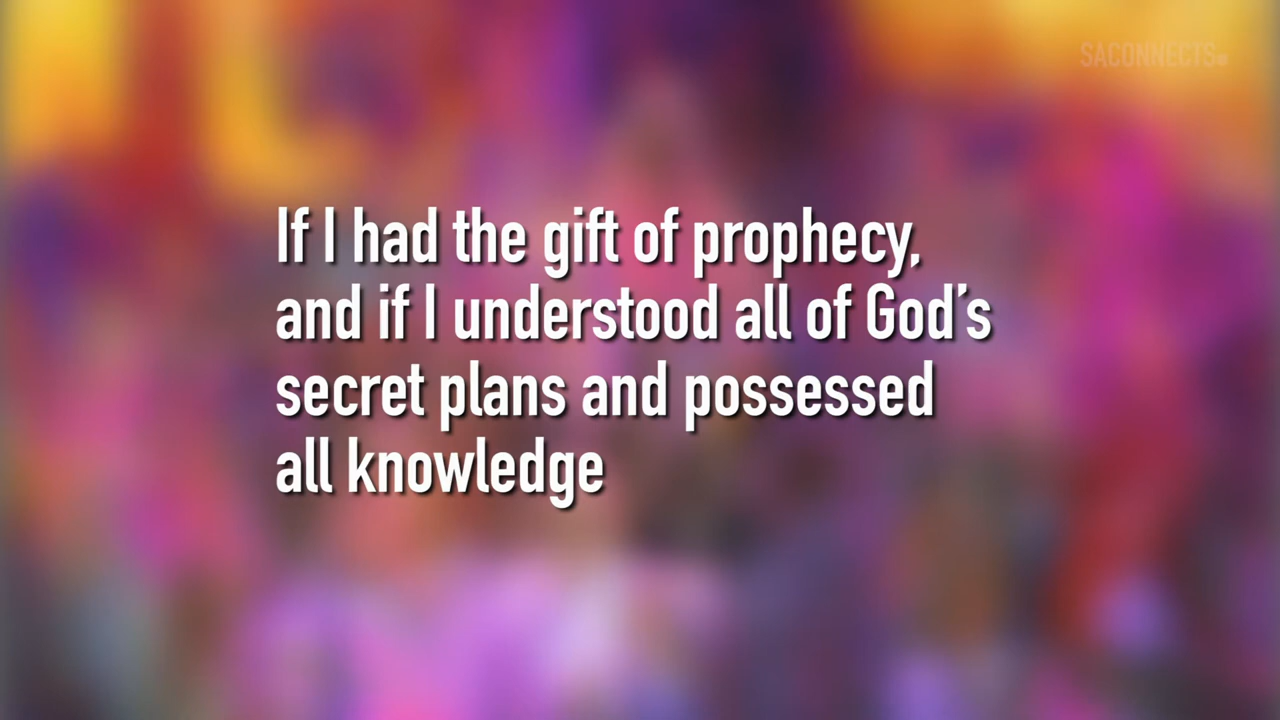 SACONNECTS.
If I had the gift of prophecy,
and if I understood all of God's
secret plans and possessed
all knowledge